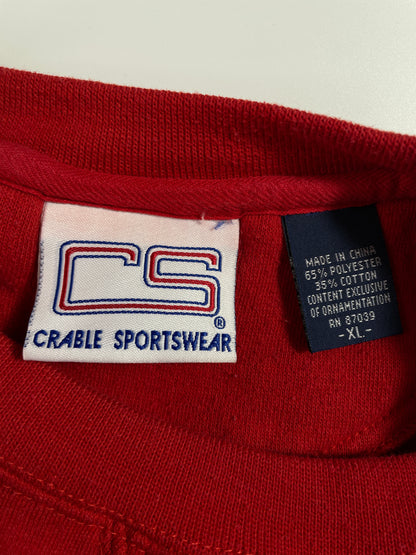 CS
®
CRABLE SPORTSWEAR
MADE IN CHINA
65% POLYESTER
35% COTTON
CONTENT EXCLUSIVE
OF ORNAMENTATION
RN 87039
-XL-